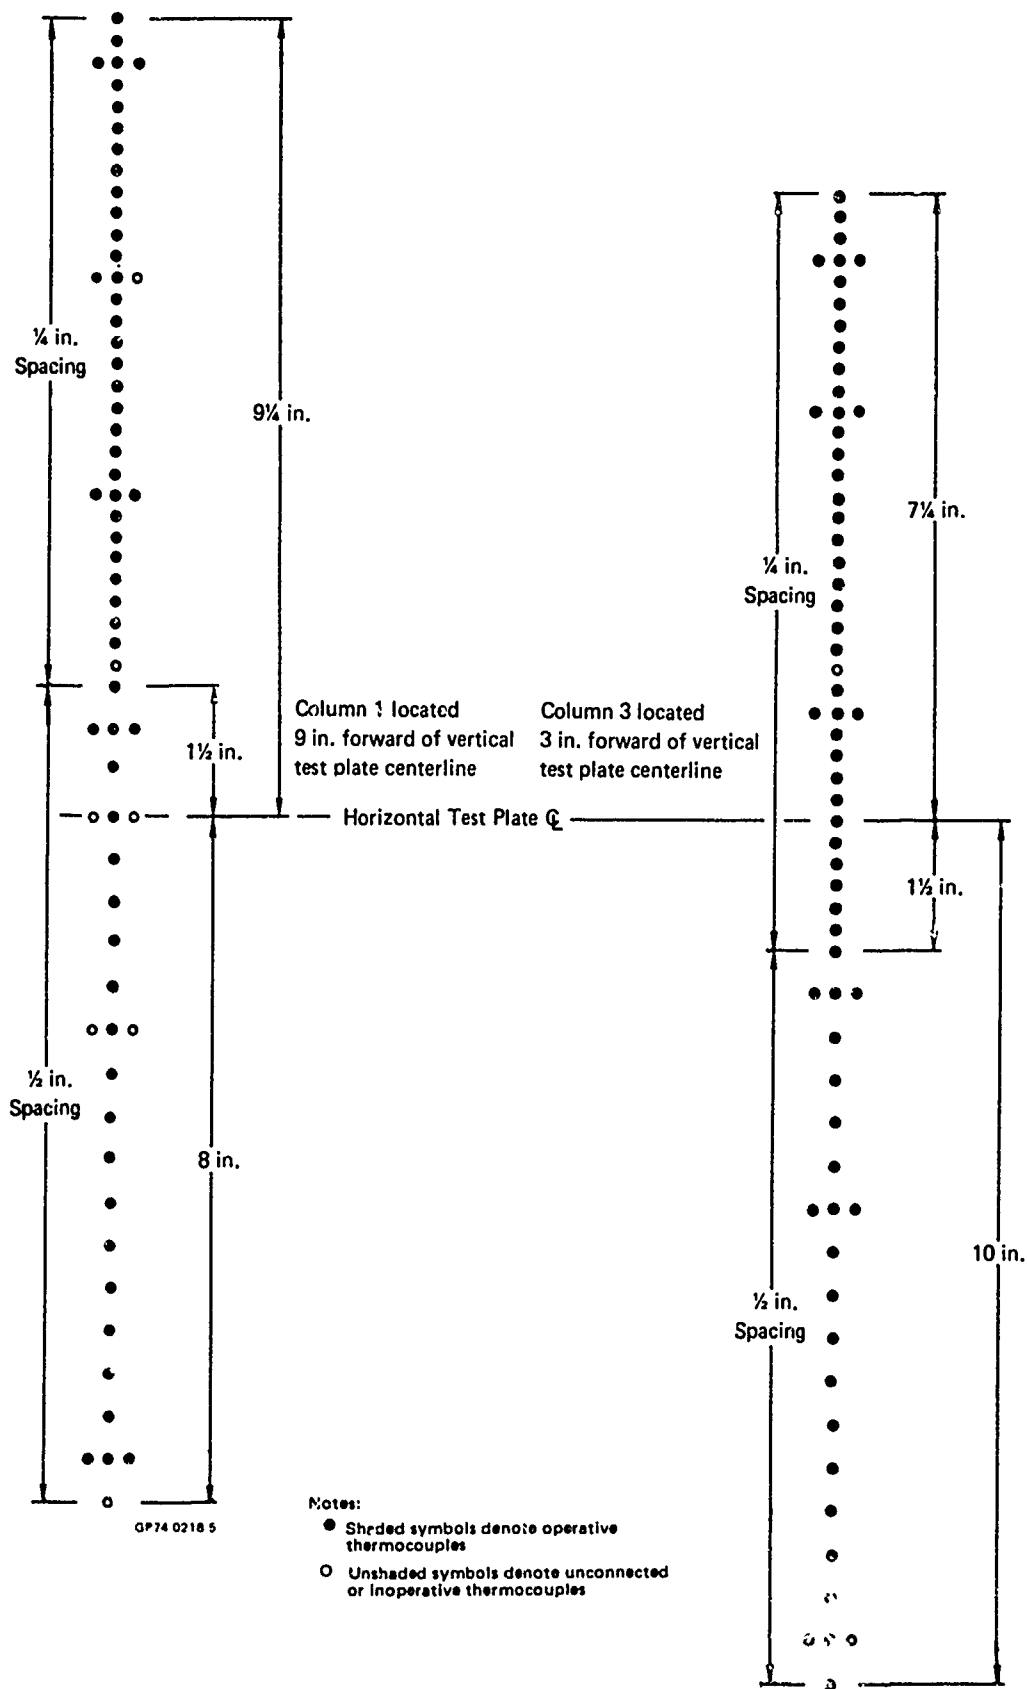 ¼ in.
Spacing
9¼ in.
1½ in.
Column 1 located
9 in. forward of vertical
test plate centerline
Column 3 located
3 in. forward of vertical
test plate centerline
Horizontal Test Plate ℄
½ in.
Spacing
8 in.
GP74 0218 5
¼ in.
Spacing
7¼ in.
1½ in.
½ in.
Spacing
10 in.
Notes:
Shaded symbols denote operative
thermocouples
Unshaded symbols denote unconnected
or inoperative thermocouples